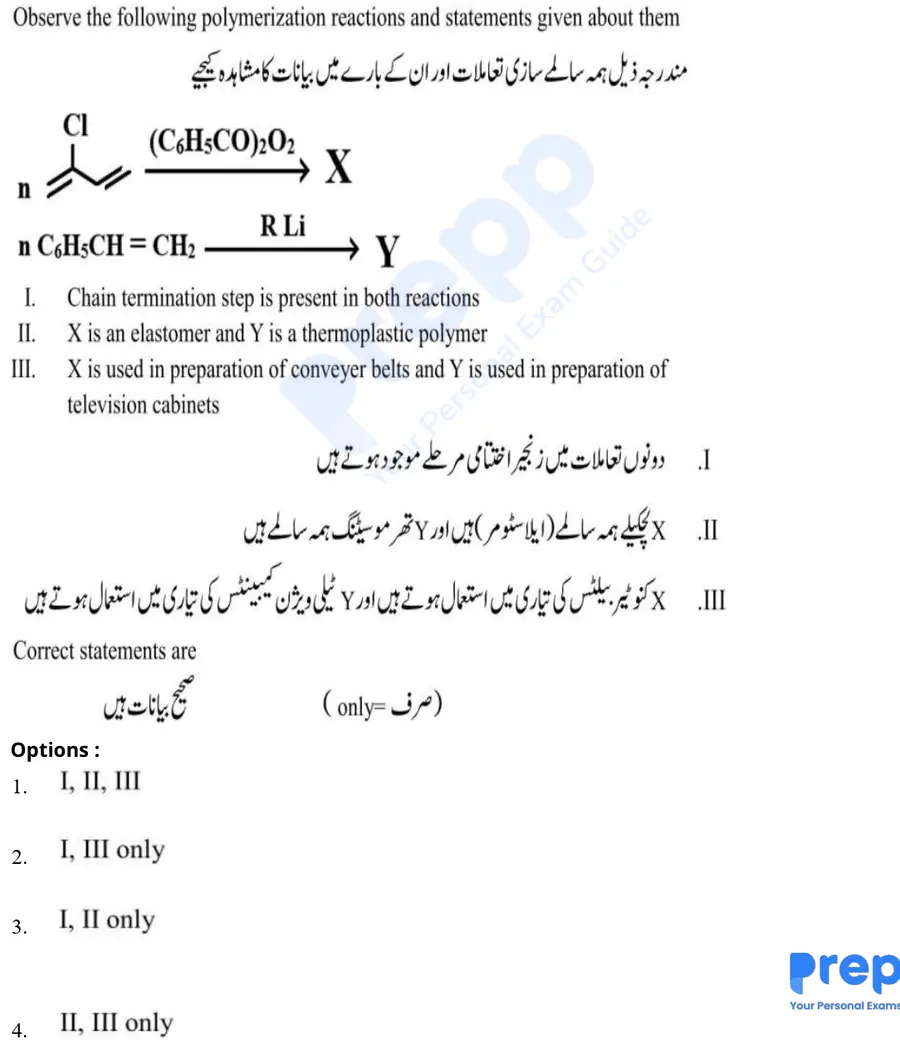 Observe the following polymerization reactions and statements given about them
مندرجہ ذیل ہمہ سالمے سازی تعاملات اور ان کے بارے میں بیانات کا مشاہدہ کیجیے
Cl
n
(C₆H₅CO)₂O₂
X
n C₆H₅CH = CH₂
R Li
Y
I. Chain termination step is present in both reactions
II. X is an elastomer and Y is a thermoplastic polymer
III. X is used in preparation of conveyer belts and Y is used in preparation of
television cabinets
I. دونوں تعاملات میں زنجیر اختتامی مرحلے موجود ہوتے ہیں
II. X لچکیلے ہمہ سالمے (ایلاسٹومر) ہیں اور Y تھرموسیٹنگ ہمہ سالمے ہیں
III. X کنوئیر بیلٹس کی تیاری میں استعمال ہوتے ہیں اور Y ٹیلی ویژن کیبینٹس کی تیاری میں استعمال ہوتے ہیں
Correct statements are
صحیح بیانات ہیں (only= صرف)
Options :
1. I, II, III
2. I, III only
3. I, II only
4. II, III only
Prep
Your Personal Exams
prepp
Your Personal Exam Guide